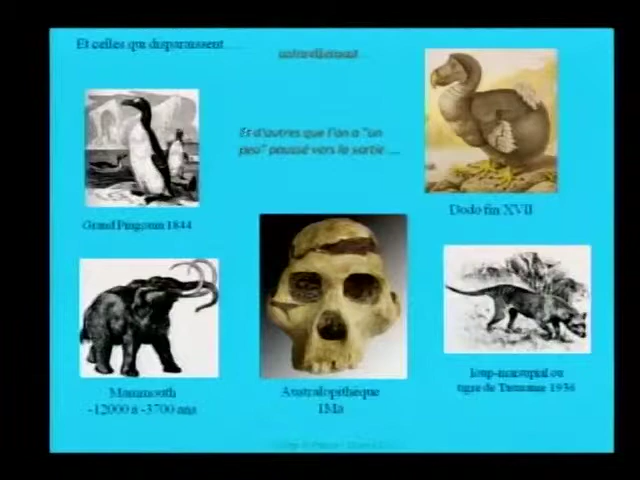 Et celles qui disparaissent ....
naturellement
Et d'autres que l'on a "un
peu" poussé vers la sortie ....
Grand Pingouin 1844
Dodo fin XVII
Mammouth
-12000 à -3700 ans
Australopithèque
1Ma
loup-marsupial ou
tigre de Tasmanie 1936